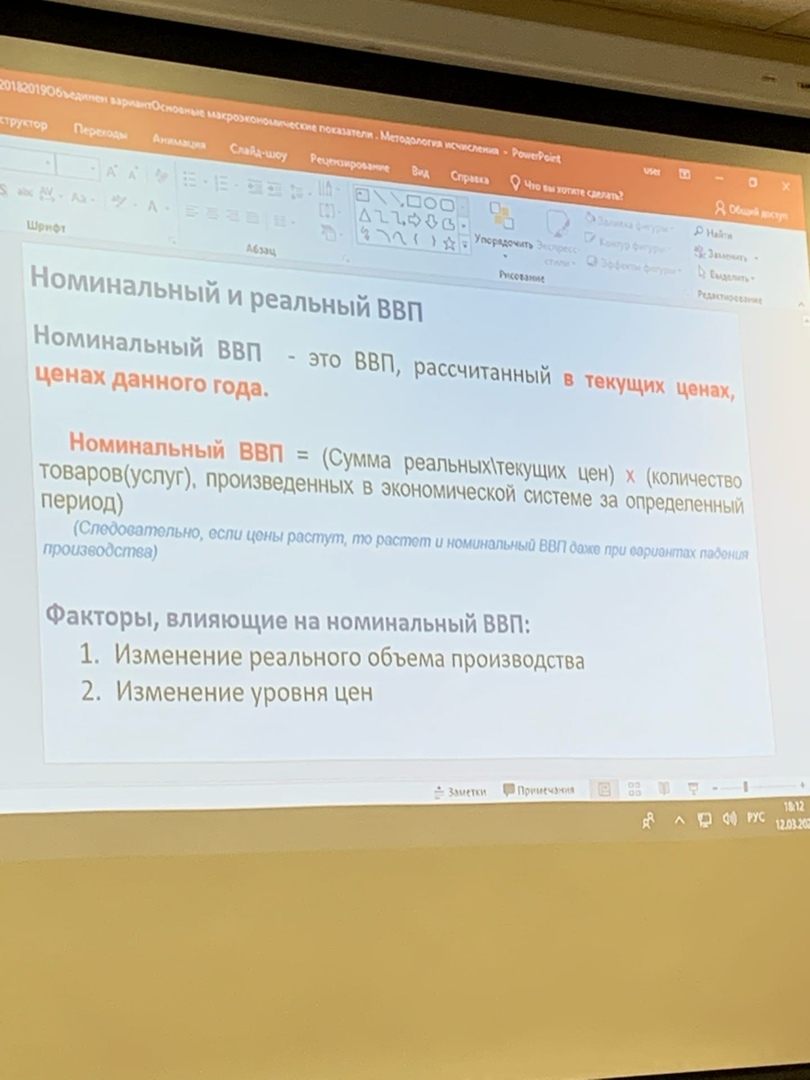 20182019Объединен вариантОсновные макроэкономические показатели . Методология исчисления - PowerPoint
user
Переходы Анимация Слайд-шоу Рецензирование Вид Справка Что вы хотите сделать? Общий доступ
Упорядочить Экспресс-
стили
Заливка фигуры
Контур фигуры
Эффекты фигуры
Найти
Заменить
Выделить
Шрифт Абзац Рисование Редактирование
Номинальный и реальный ВВП
Номинальный ВВП - это ВВП, рассчитанный в текущих ценах,
ценах данного года.
Номинальный ВВП = (Сумма реальных\текущих цен) х (количество
товаров(услуг), произведенных в экономической системе за определенный
период)
(Следовательно, если цены растут, то растет и номинальный ВВП даже при вариантах падения
производства)
Факторы, влияющие на номинальный ВВП:
1. Изменение реального объема производства
2. Изменение уровня цен
Заметки Примечания
РУС
18:12